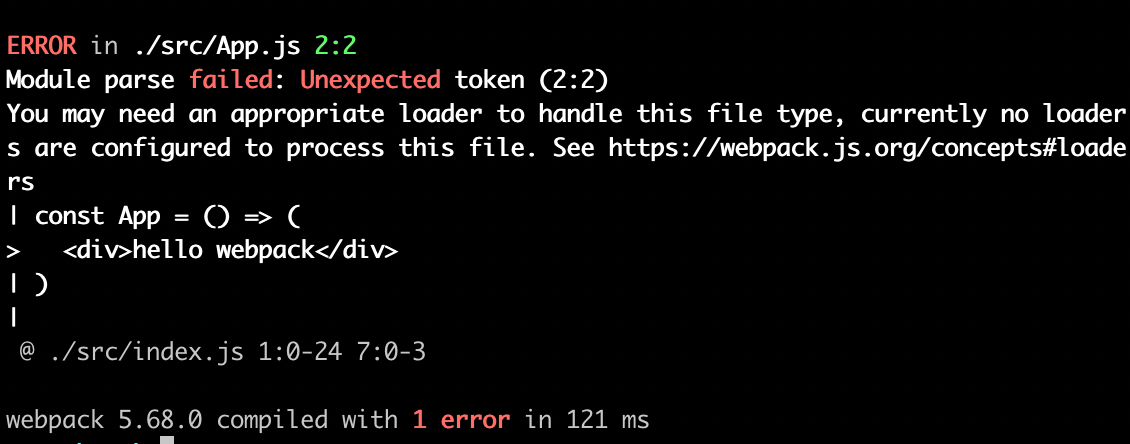 ERROR in ./src/App.js 2:2
Module parse failed: Unexpected token (2:2)
You may need an appropriate loader to handle this file type, currently no loader
s are configured to process this file. See https://webpack.js.org/concepts#loade
rs
| const App = () => (
>   <div>hello webpack</div>
| )
|
 @ ./src/index.js 1:0-24 7:0-3
webpack 5.68.0 compiled with 1 error in 121 ms